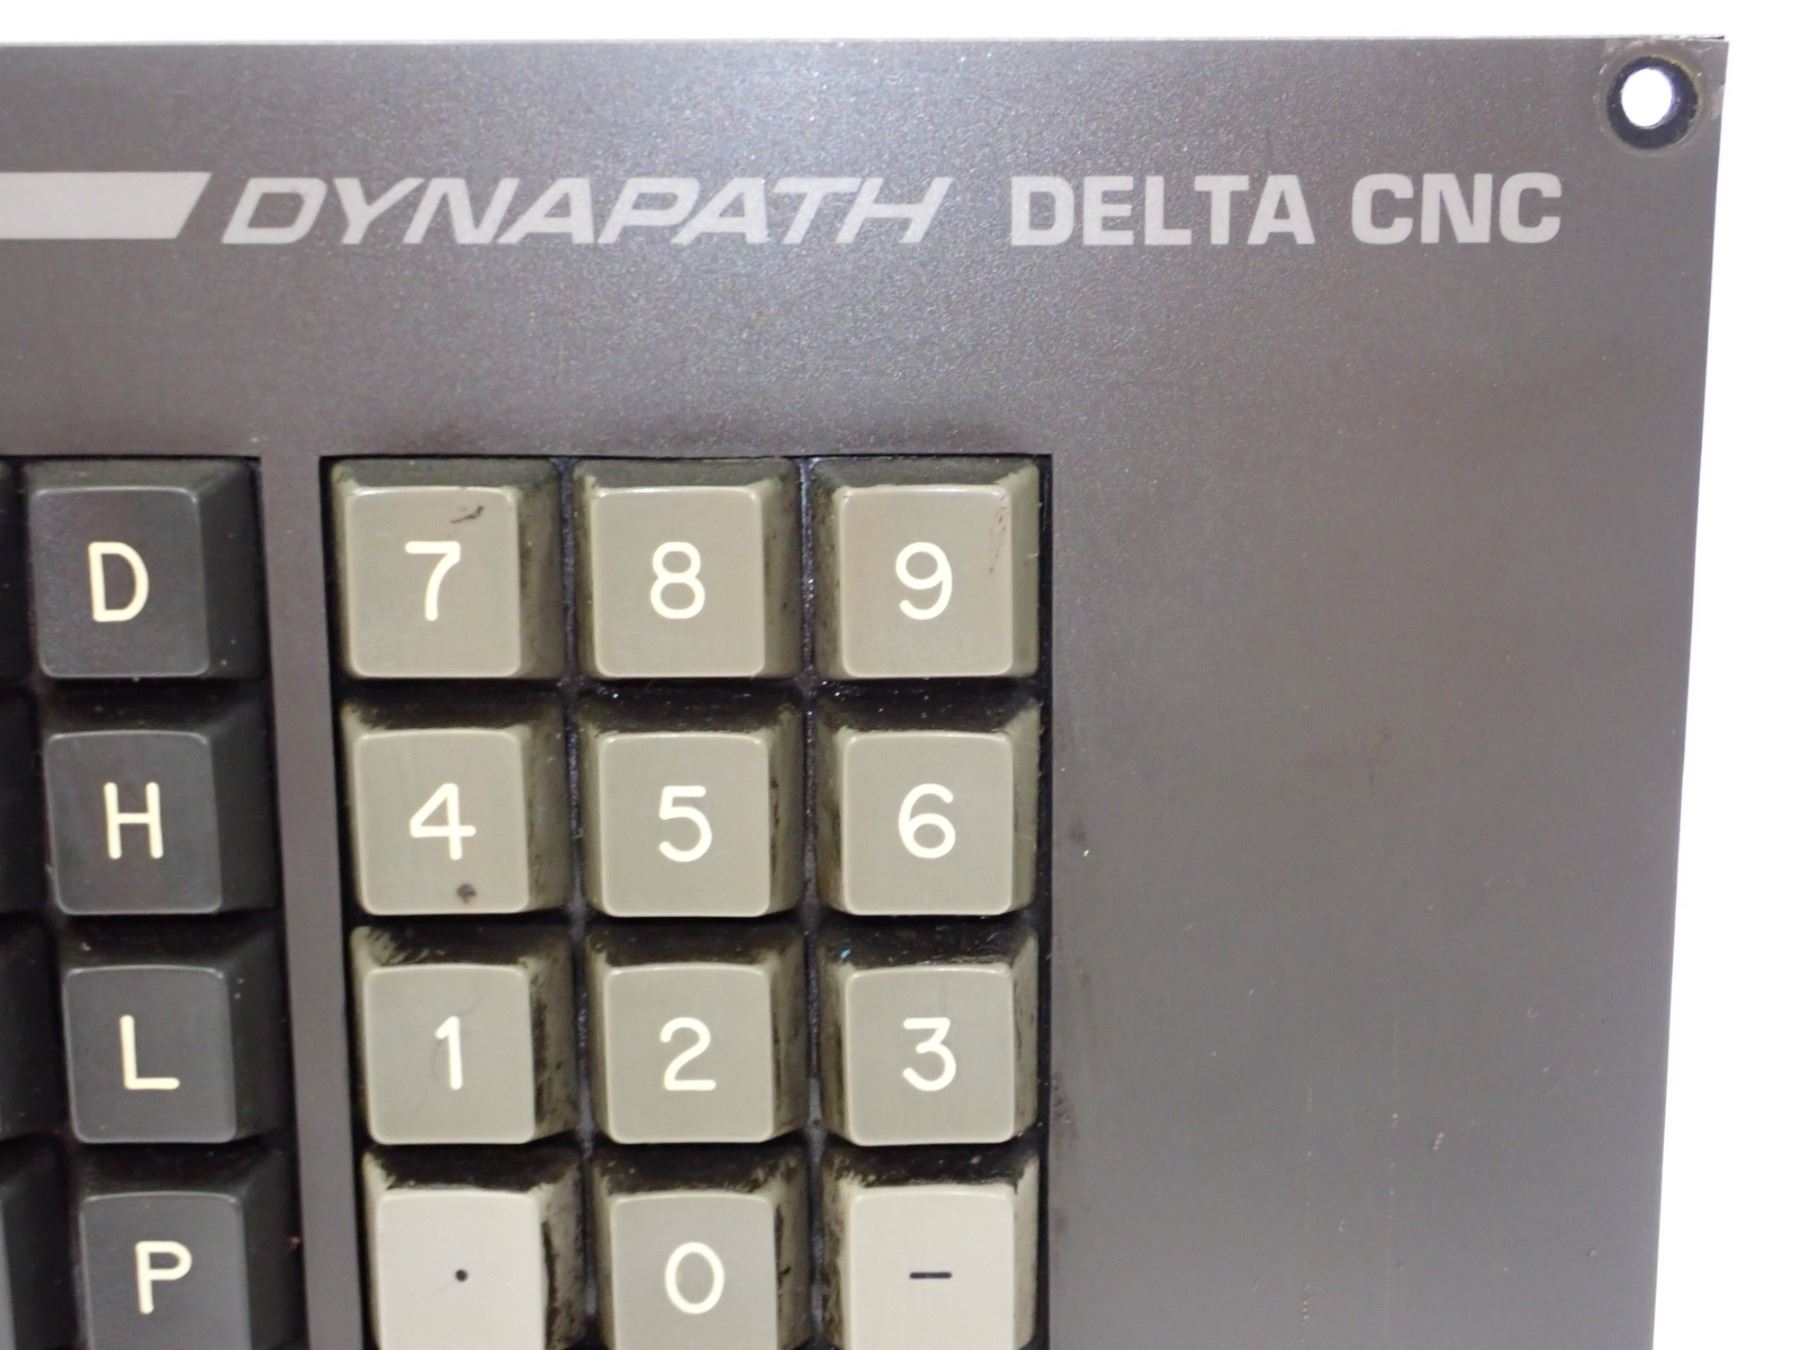 DYNAPATH DELTA CNC
D 7 8 9
H 4 5 6
L 1 2 3
P . 0 -